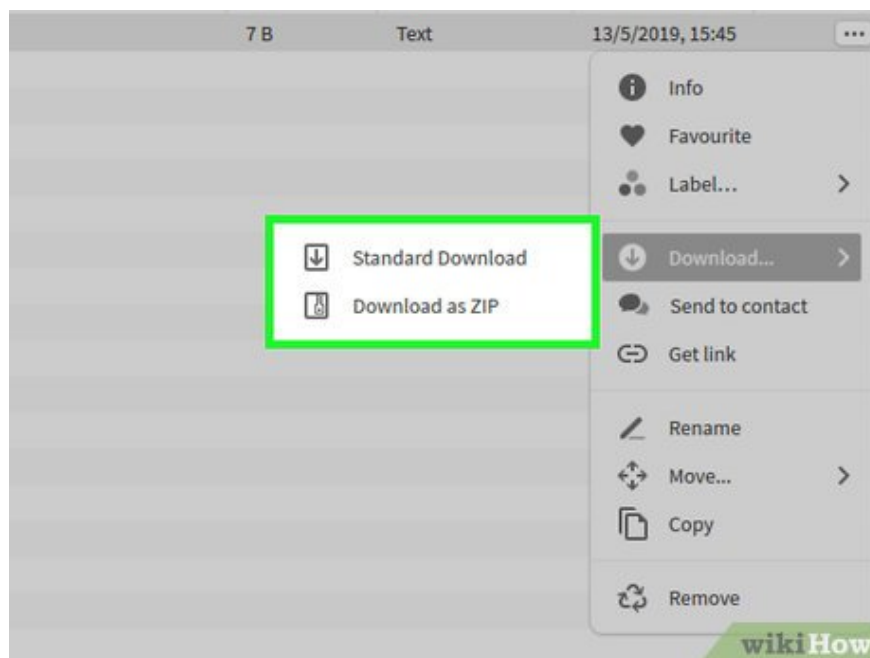 7 B Text 13/5/2019, 15:45
Info
Favourite
Label...
Standard Download
Download as ZIP
Download...
Send to contact
Get link
Rename
Move...
Copy
Remove
wikiHow